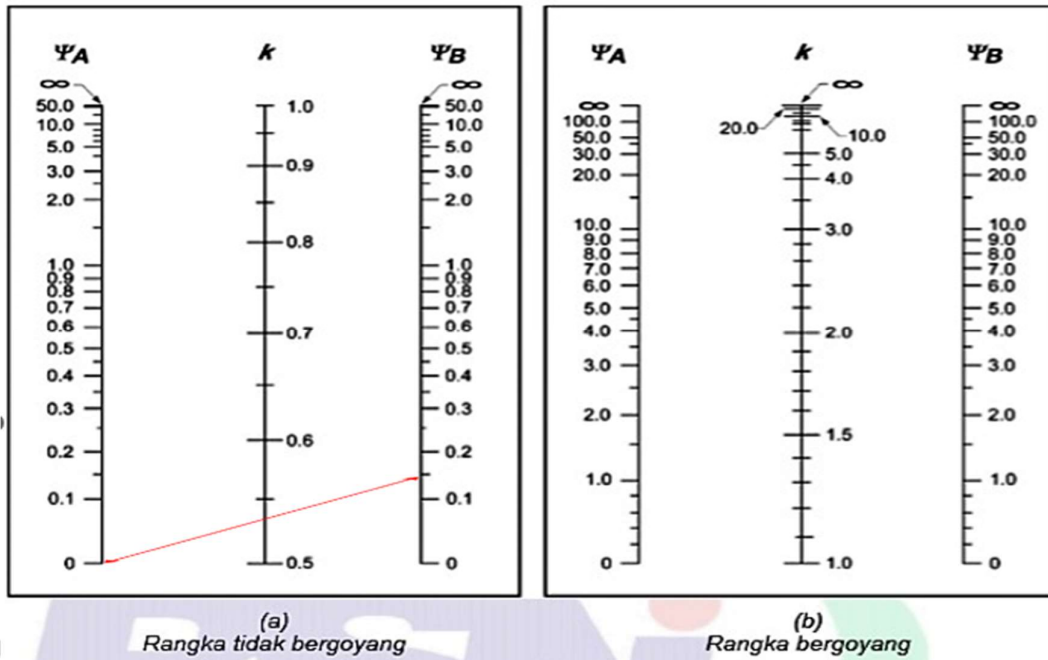 Ψ_A k Ψ_B
∞ ∞
50.0 1.0 50.0
10.0 10.0
5.0 0.9 5.0
3.0 3.0
2.0 2.0
0.8
1.0 1.0
0.9 0.9
0.8 0.8
0.7 0.7 0.7
0.6 0.6
0.5 0.5
0.4 0.4
0.3 0.3
0.6
0.2 0.2
0.1 0.1
0 0.5 0
(a)
Rangka tidak bergoyang
Ψ_A k Ψ_B
∞
∞ ∞
100.0 20.0 10.0 100.0
50.0 50.0
30.0 5.0 30.0
20.0 4.0 20.0
10.0 3.0 10.0
9.0 9.0
8.0 8.0
7.0 7.0
6.0 6.0
5.0 5.0
4.0 2.0 4.0
3.0 3.0
2.0 2.0
1.5
1.0 1.0
0 1.0 0
(b)
Rangka bergoyang